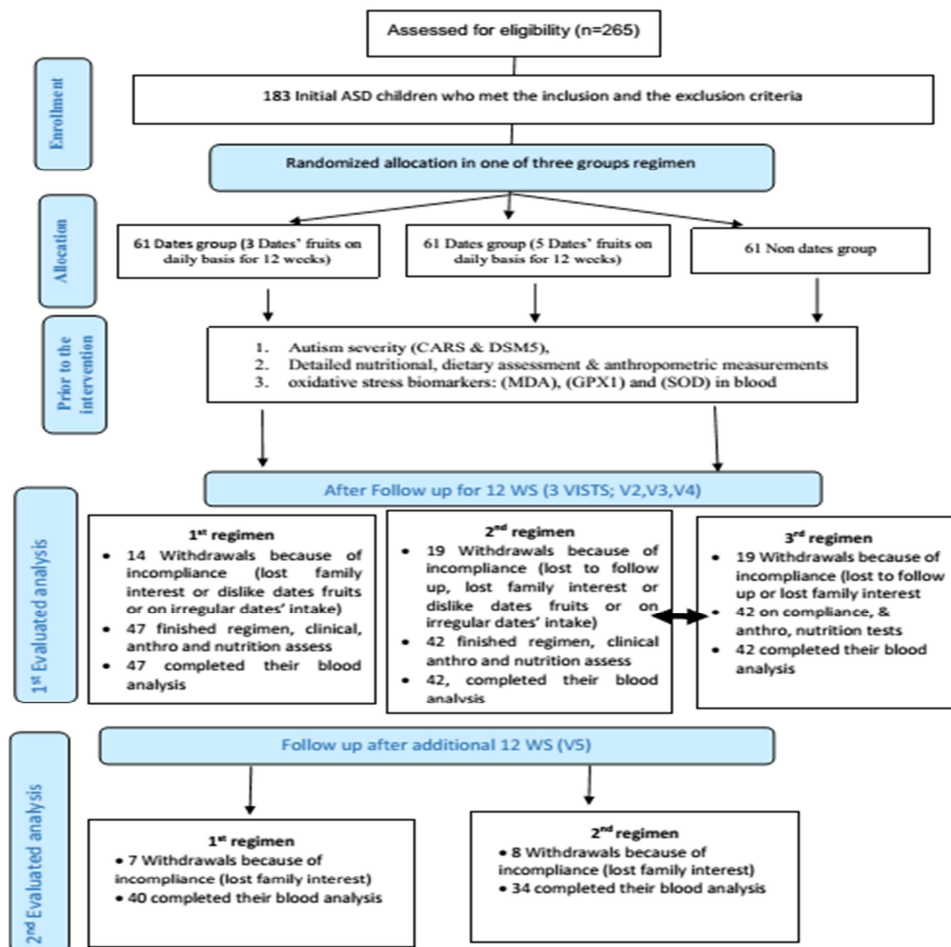 Assessed for eligibility (n=265)
Enrollment
183 Initial ASD children who met the inclusion and the exclusion criteria
Randomized allocation in one of three groups regimen
Allocation
61 Dates group (3 Dates’ fruits on
daily basis for 12 weeks)
61 Dates group (5 Dates’ fruits on
daily basis for 12 weeks)
61 Non dates group
Prior to the
intervention
1. Autism severity (CARS & DSM5),
2. Detailed nutritional, dietary assessment & anthropometric measurements
3. oxidative stress biomarkers: (MDA), (GPX1) and (SOD) in blood
1st Evaluated analysis
After Follow up for 12 WS (3 VISTS; V2,V3,V4)
1st regimen
• 14 Withdrawals because of
incompliance (lost family
interest or dislike dates fruits
or on irregular dates’ intake)
• 47 finished regimen, clinical,
anthro and nutrition assess
• 47 completed their blood
analysis
2nd regimen
• 19 Withdrawals because of
incompliance (lost to follow
up, lost family interest or
dislike dates fruits or on
irregular dates’ intake)
• 42 finished regimen, clinical
anthro and nutrition assess
• 42, completed their blood
analysis
3rd regimen
• 19 Withdrawals because of
incompliance (lost to follow
up or lost family interest
• 42 on compliance, &
anthro, nutrition tests
• 42 completed their blood
analysis
2nd Evaluated analysis
Follow up after additional 12 WS (V5)
1st regimen
• 7 Withdrawals because of
incompliance (lost family interest)
• 40 completed their blood analysis
2nd regimen
• 8 Withdrawals because of
incompliance (lost family interest)
• 34 completed their blood analysis